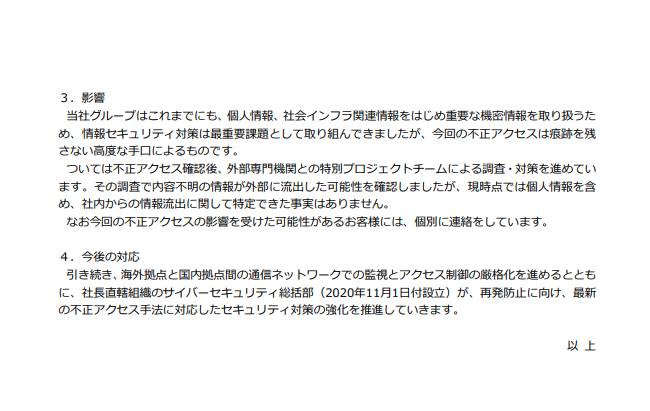 ３．影響
当社グループはこれまでにも、個人情報、社会インフラ関連情報をはじめ重要な機密情報を取り扱うた
め、情報セキュリティ対策は最重要課題として取り組んできましたが、今回の不正アクセスは痕跡を残
さない高度な手口によるものです。
ついては不正アクセス確認後、外部専門機関との特別プロジェクトチームによる調査・対策を進めてい
ます。その調査で内容不明の情報が外部に流出した可能性を確認しましたが、現時点では個人情報を含
め、社内からの情報流出に関して特定できた事実はありません。
なお今回の不正アクセスの影響を受けた可能性があるお客様には、個別に連絡をしています。
４．今後の対応
引き続き、海外拠点と国内拠点間の通信ネットワークでの監視とアクセス制御の厳格化を進めるととも
に、社長直轄組織のサイバーセキュリティ総括部（2020年11月1日付設立）が、再発防止に向け、最新
の不正アクセス手法に対応したセキュリティ対策の強化を推進していきます。
以 上